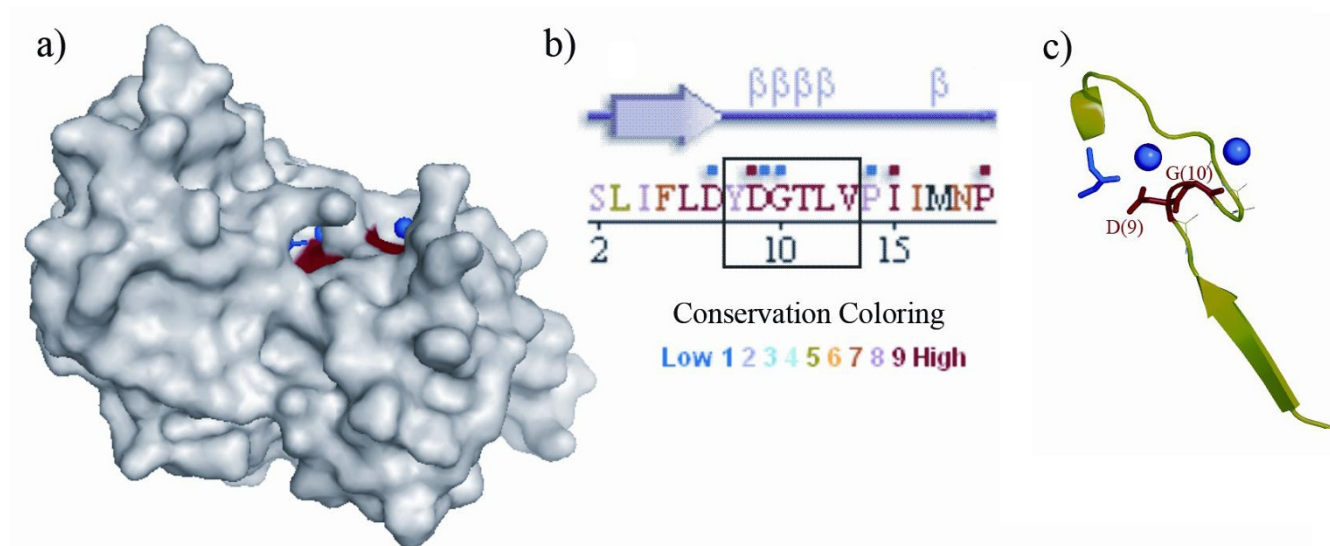 a)
b)
c)
ββββ β
SLIFLDYDGTLVPIIMNP
2 10 15
Conservation Coloring
Low 1 2 3 4 5 6 7 8 9 High
G(10)
D(9)